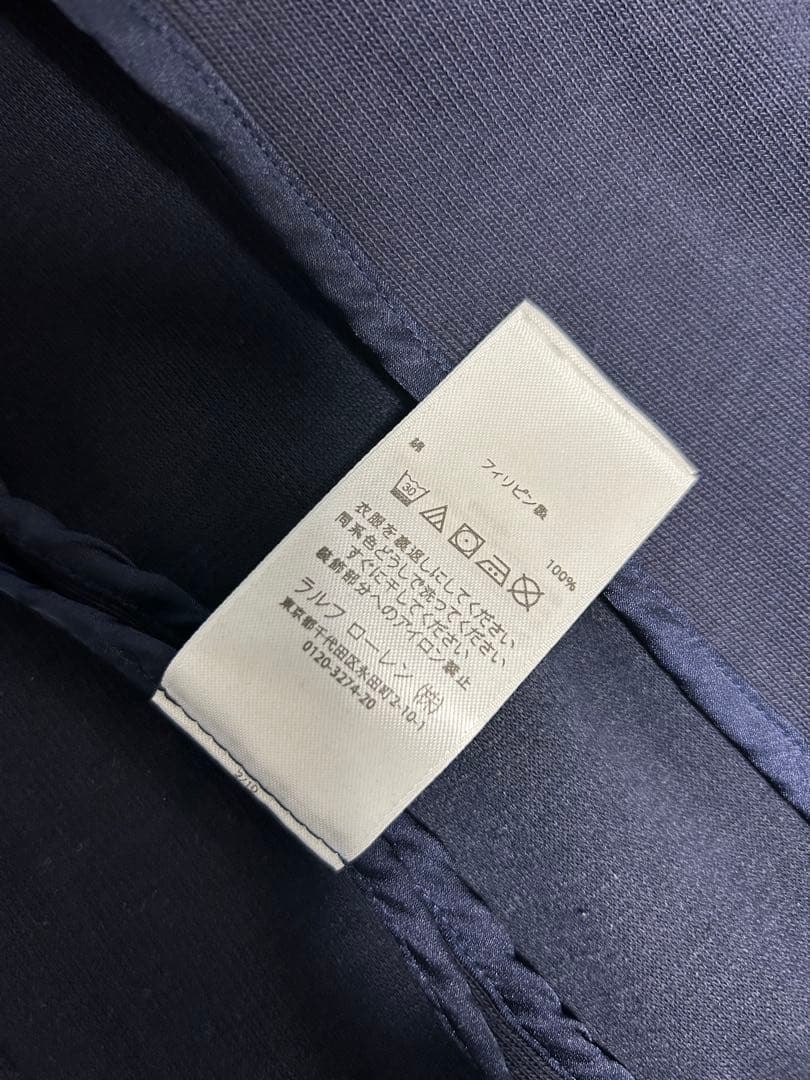 フィリピン製
綿 100%
30
衣服を裏返しにしてください
同系色どうしで洗ってください
すぐに干してください
装飾部分へのアイロン禁止
ラルフ ローレン ㈱
東京都千代田区永田町2-10-1
0120-3274-20
2/10